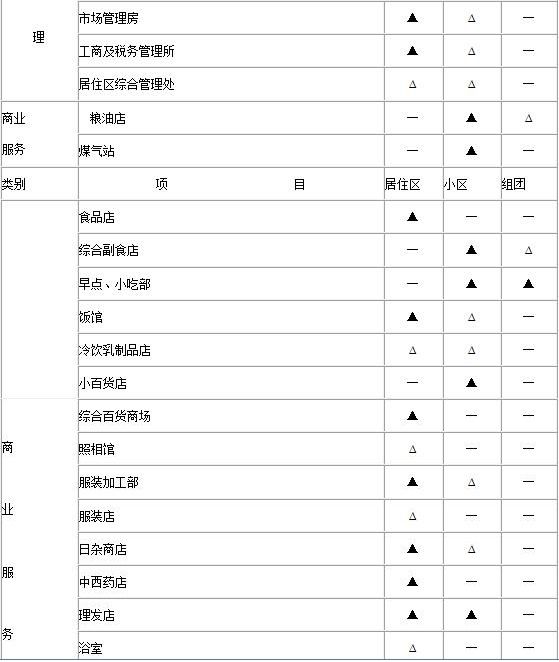 理
市场管理房 ▲ △ —
工商及税务管理所 ▲ △ —
居住区综合管理处 △ △ —
商业
服务
粮油店 — ▲ △
煤气站 — ▲ —
类别 项 目 居住区 小区 组团
食品店 ▲ — —
综合副食店 — ▲ △
早点、小吃部 — ▲ ▲
饭馆 ▲ △ —
冷饮乳制品店 △ △ —
小百货店 — ▲ —
商
业
服
务
综合百货商场 ▲ — —
照相馆 △ — —
服装加工部 ▲ △ —
服装店 △ — —
日杂商店 ▲ △ —
中西药店 ▲ — —
理发店 ▲ ▲ —
浴室 △ — —